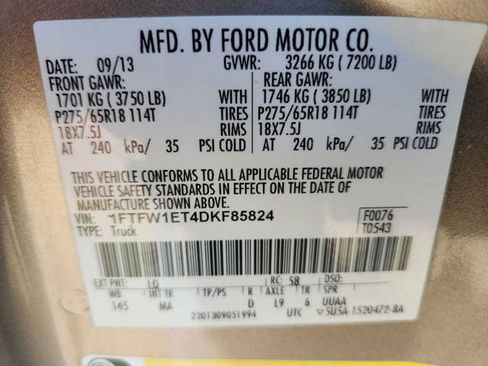 MFD. BY FORD MOTOR CO.
DATE: 09/13 GVWR: 3266 KG ( 7200 LB)
FRONT GAWR: REAR GAWR:
1701 KG ( 3750 LB) WITH 1746 KG ( 3850 LB) WITH
P275/65R18 114T TIRES P275/65R18 114T TIRES
18X7.5J RIMS 18X7.5J RIMS
AT 240 kPa/ 35 PSI COLD AT 240 kPa/ 35 PSI COLD
THIS VEHICLE CONFORMS TO ALL APPLICABLE FEDERAL MOTOR
VEHICLE SAFETY STANDARDS IN EFFECT ON THE DATE OF
MANUFACTURE SHOWN ABOVE.
VIN: 1FTFW1ET4DKF85824 F0076
TYPE: Truck T0543
EXT PNT: LQ RC: 58 DSO:
WB INT TR TP/PS R AXLE TR SPR
145 MA D L9 6 UUAA
2201309051994 UTC 5U5A-1520472-BA